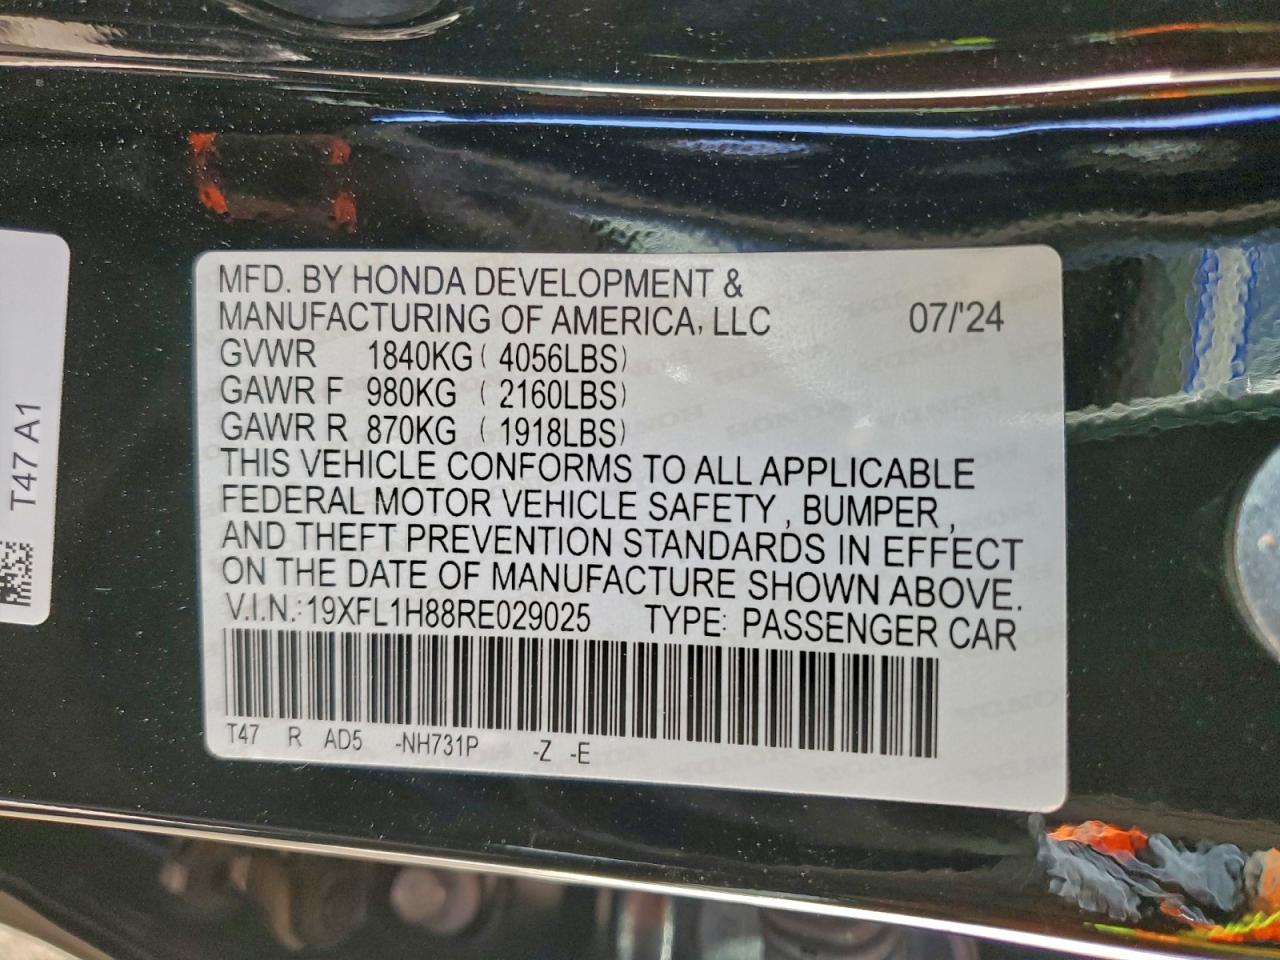 MFD. BY HONDA DEVELOPMENT &
MANUFACTURING OF AMERICA, LLC 07/'24
GVWR 1840KG ( 4056LBS)
GAWR F 980KG ( 2160LBS)
GAWR R 870KG ( 1918LBS)
THIS VEHICLE CONFORMS TO ALL APPLICABLE
FEDERAL MOTOR VEHICLE SAFETY , BUMPER ,
AND THEFT PREVENTION STANDARDS IN EFFECT
ON THE DATE OF MANUFACTURE SHOWN ABOVE.
V.I.N.: 19XFL1H88RE029025 TYPE: PASSENGER CAR
T47 R AD5 -NH731P -Z -E
T47 A1